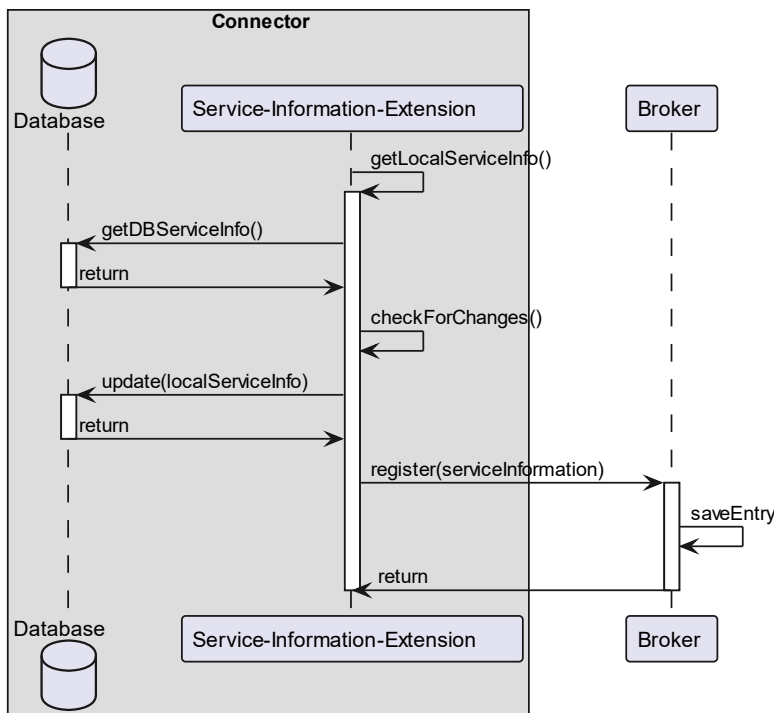 Connector
Database
Service-Information-Extension
Broker
getLocalServiceInfo()
getDBServiceInfo()
return
checkForChanges()
update(localServiceInfo)
return
register(serviceInformation)
saveEntry
return
Database
Service-Information-Extension
Broker